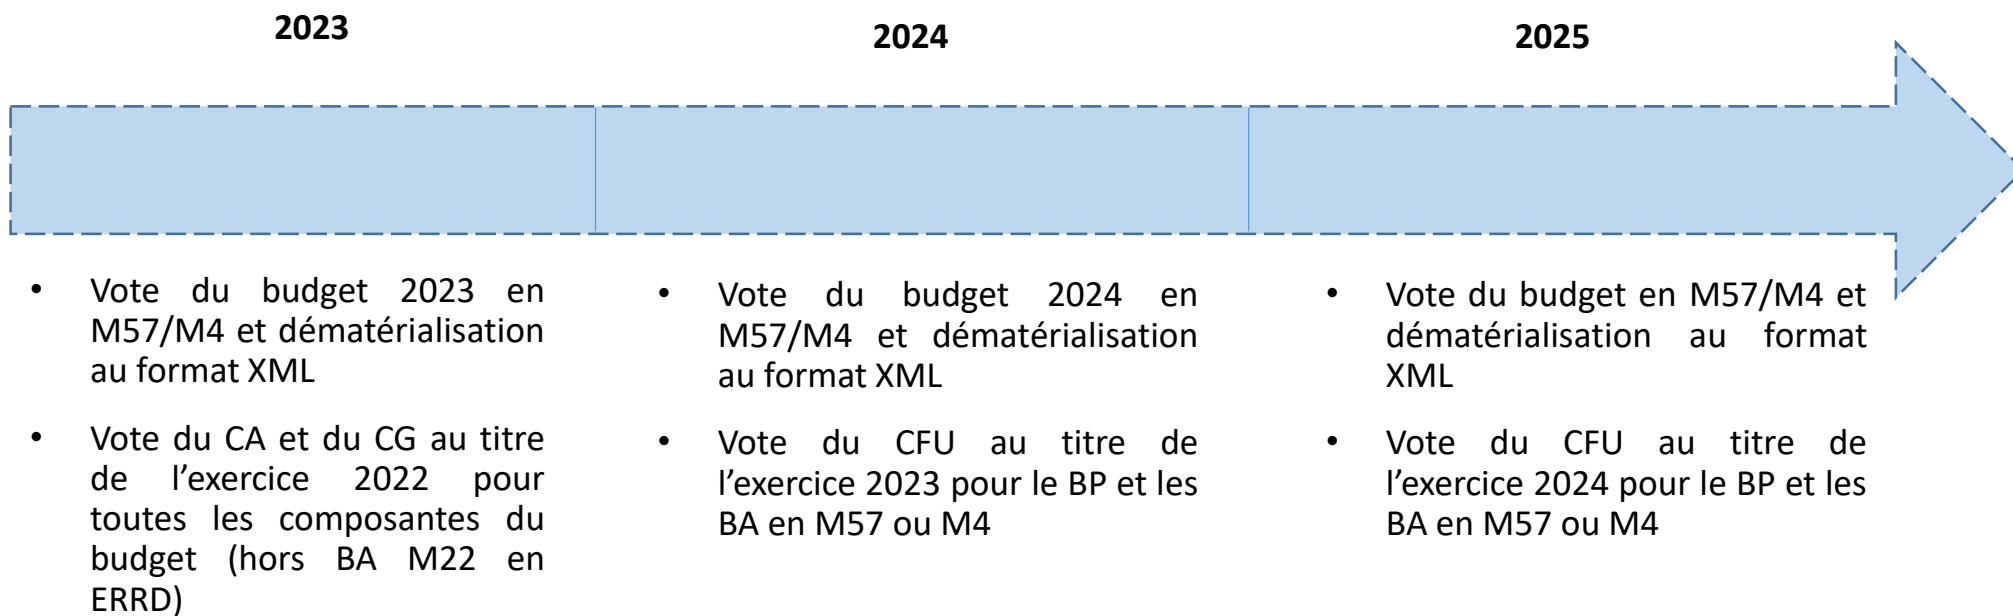 2023
2024
2025
• Vote du budget 2023 en
M57/M4 et dématérialisation
au format XML
• Vote du CA et du CG au titre
de l’exercice 2022 pour
toutes les composantes du
budget (hors BA M22 en
ERRD)
• Vote du budget 2024 en
M57/M4 et dématérialisation
au format XML
• Vote du CFU au titre de
l’exercice 2023 pour le BP et les
BA en M57 ou M4
• Vote du budget en M57/M4 et
dématérialisation au format
XML
• Vote du CFU au titre de
l’exercice 2024 pour le BP et les
BA en M57 ou M4